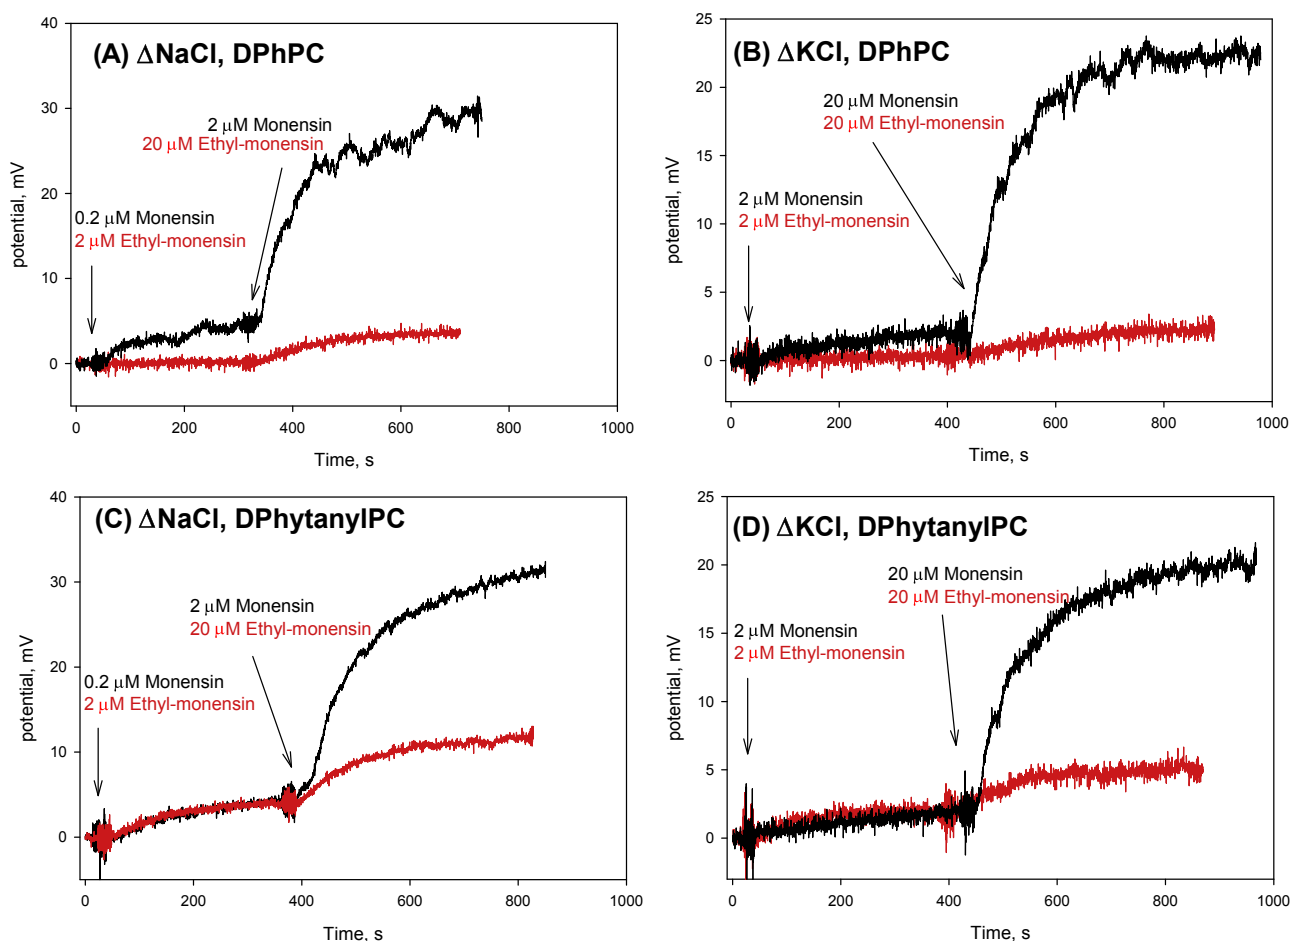 (A) ΔNaCl, DPhPC
2 μM Monensin
20 μM Ethyl-monensin
0.2 μM Monensin
2 μM Ethyl-monensin
potential, mV
40
30
20
10
0
0 200 400 600 800 1000
Time, s
(B) ΔKCl, DPhPC
20 μM Monensin
20 μM Ethyl-monensin
2 μM Monensin
2 μM Ethyl-monensin
potential, mV
25
20
15
10
5
0
0 200 400 600 800 1000
Time, s
(C) ΔNaCl, DPhytanylPC
2 μM Monensin
20 μM Ethyl-monensin
0.2 μM Monensin
2 μM Ethyl-monensin
potential, mV
40
30
20
10
0
0 200 400 600 800 1000
Time, s
(D) ΔKCl, DPhytanylPC
20 μM Monensin
20 μM Ethyl-monensin
2 μM Monensin
2 μM Ethyl-monensin
potential, mV
25
20
15
10
5
0
0 200 400 600 800 1000
Time, s